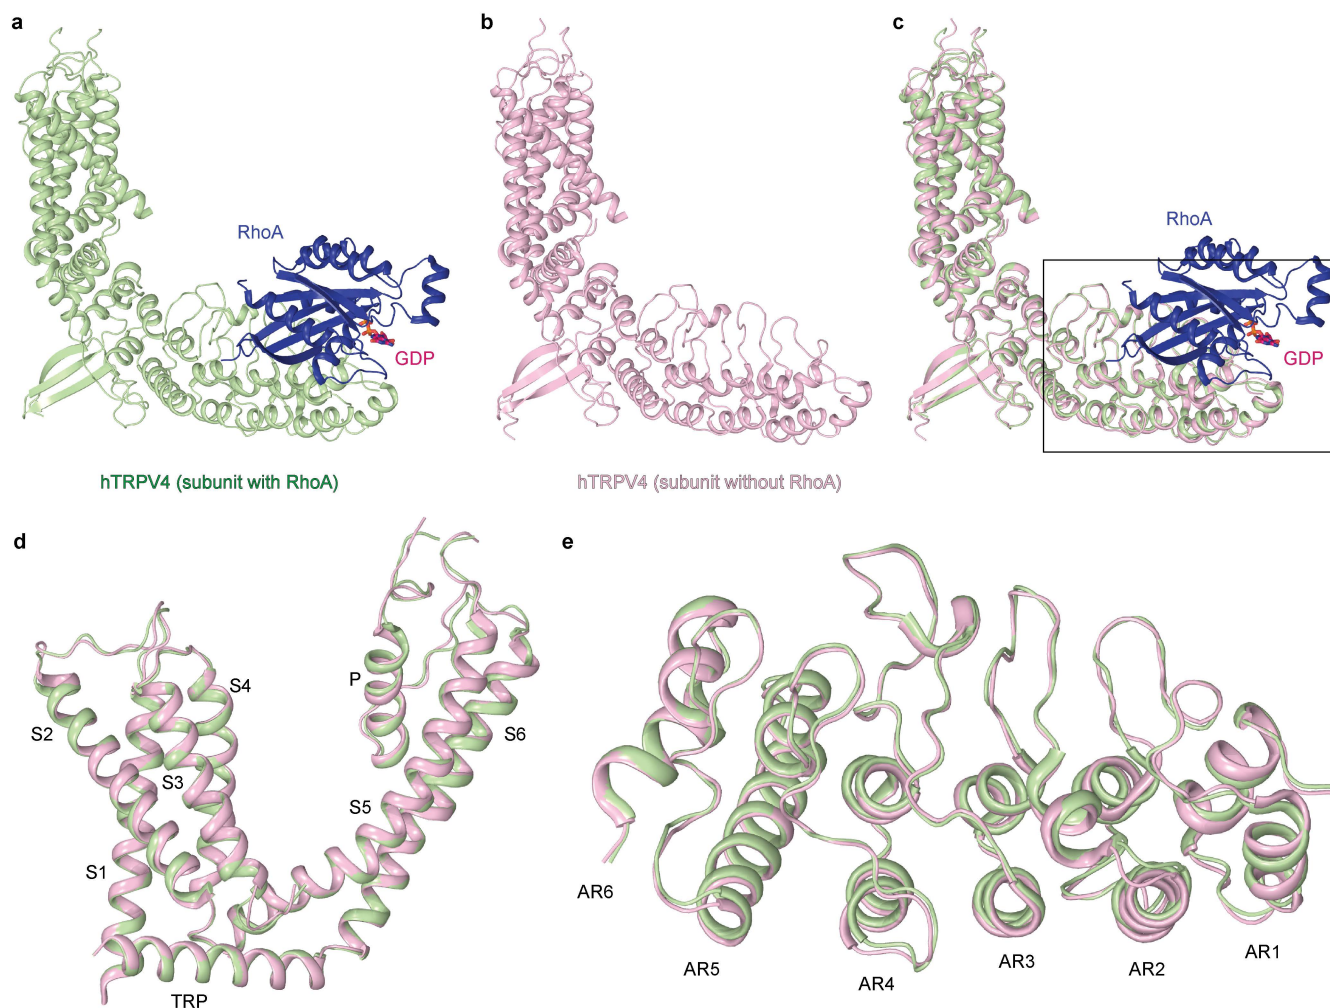 a
b
c
RhoA
GDP
RhoA
GDP
hTRPV4 (subunit with RhoA)
hTRPV4 (subunit without RhoA)
d
e
S4
P
S2
S6
S3
S5
S1
TRP
AR6
AR5
AR4
AR3
AR2
AR1